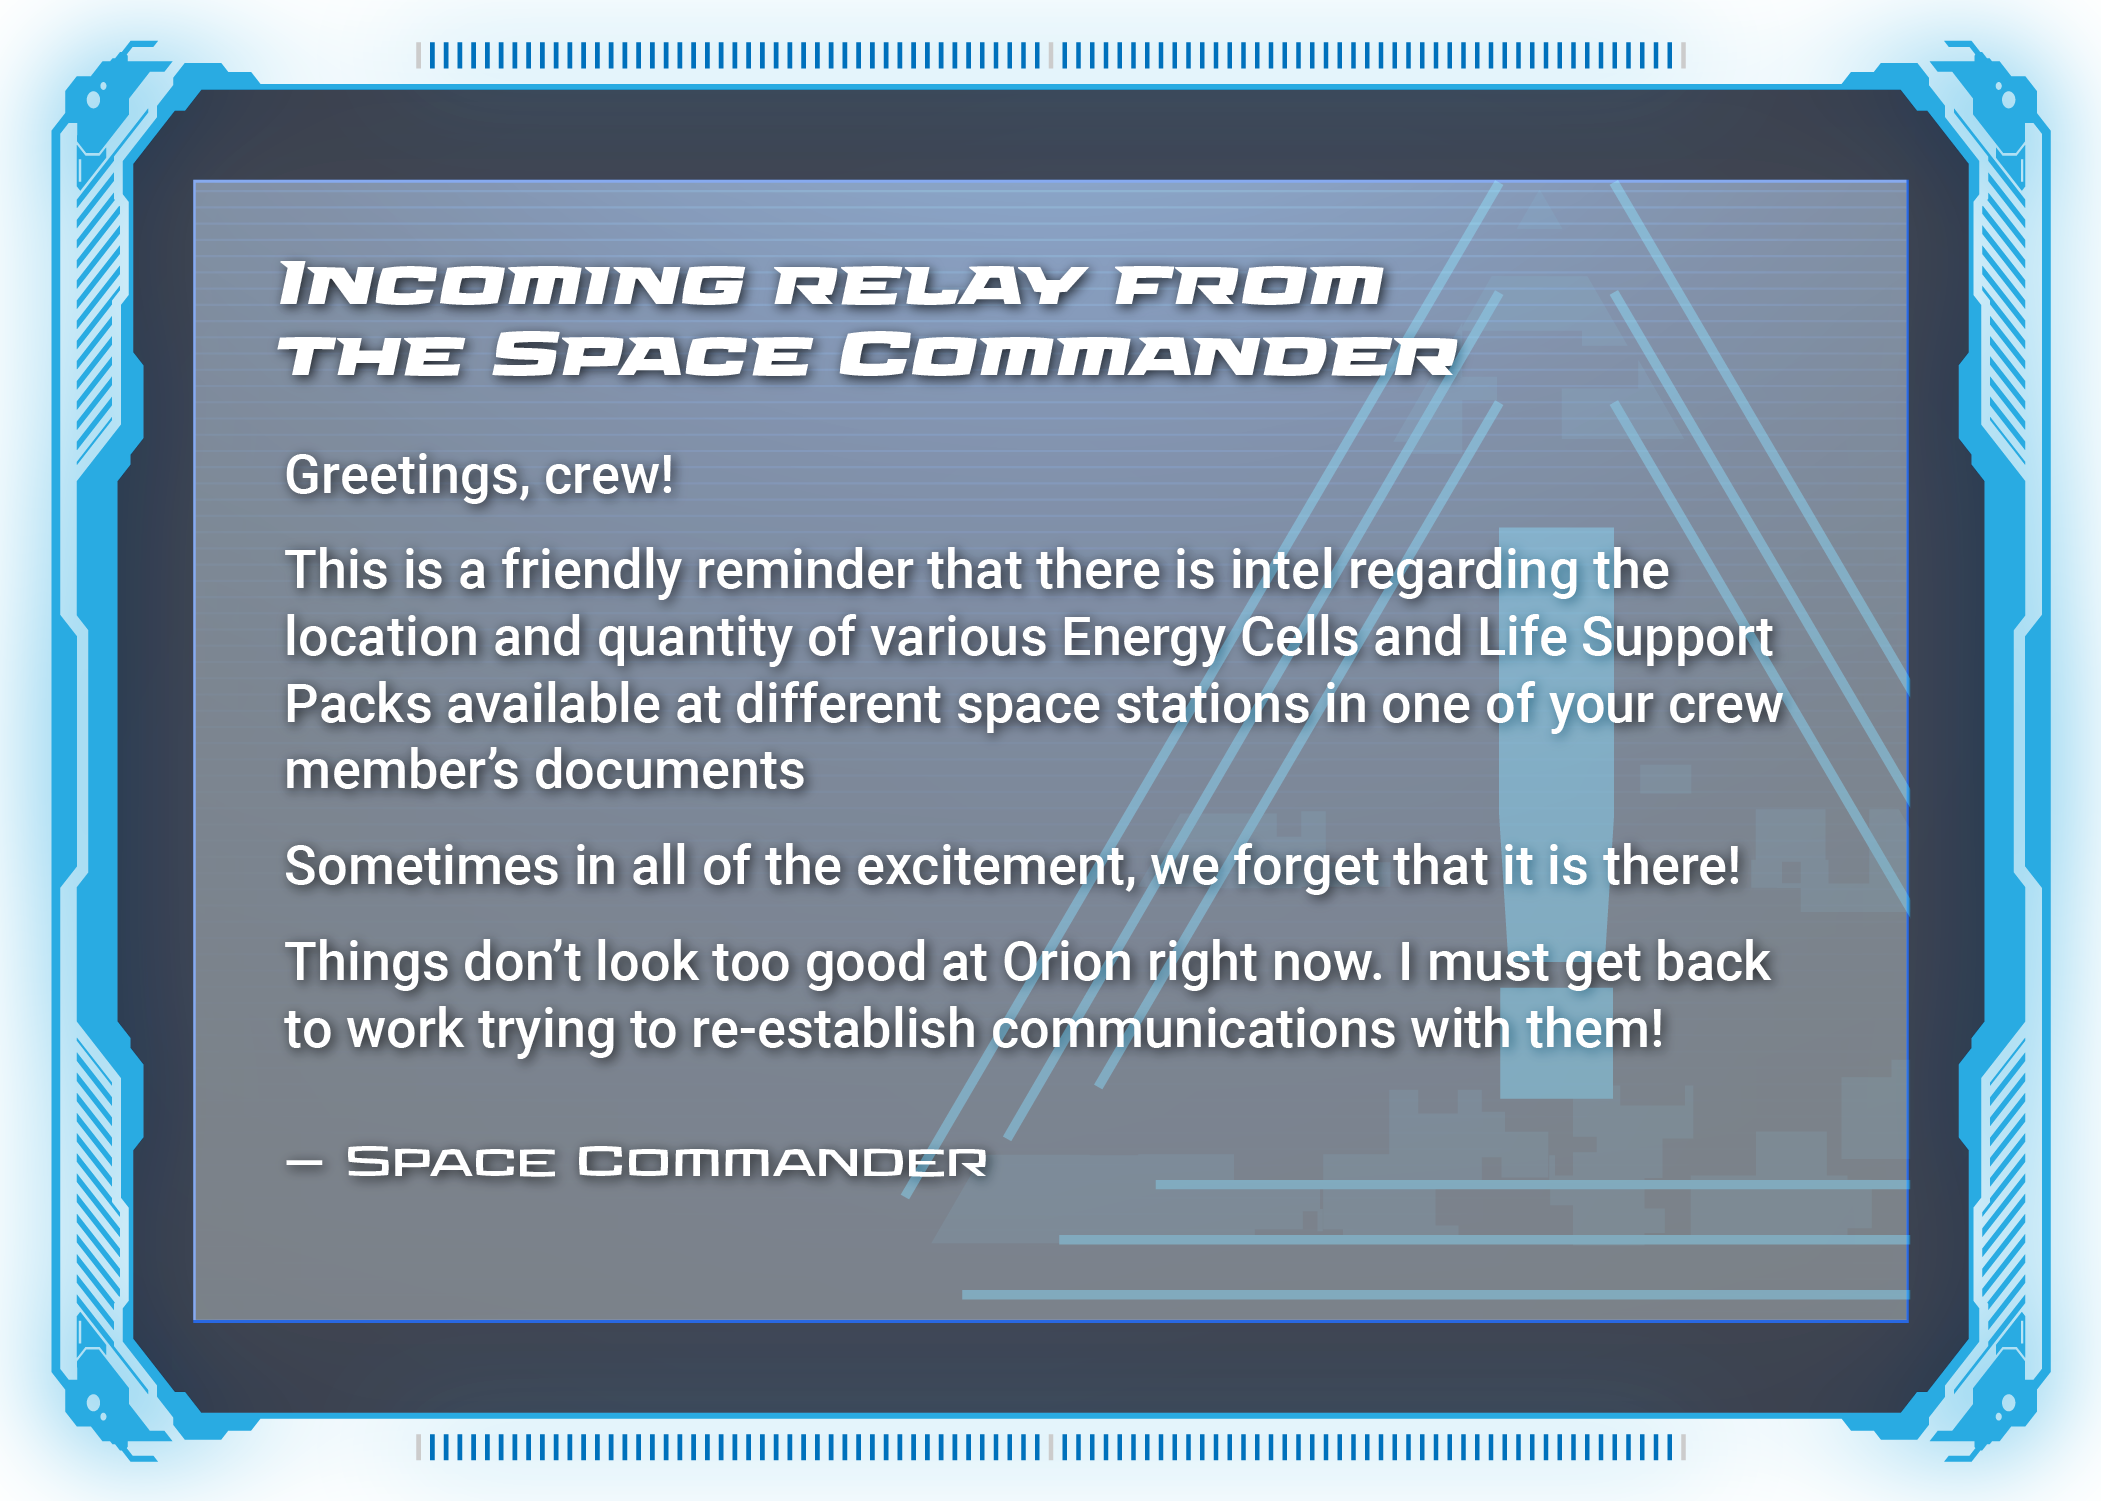 Incoming relay from
the Space Commander
Greetings, crew!
This is a friendly reminder that there is intel regarding the
location and quantity of various Energy Cells and Life Support
Packs available at different space stations in one of your crew
member’s documents
Sometimes in all of the excitement, we forget that it is there!
Things don’t look too good at Orion right now. I must get back
to work trying to re-establish communications with them!
– Space Commander